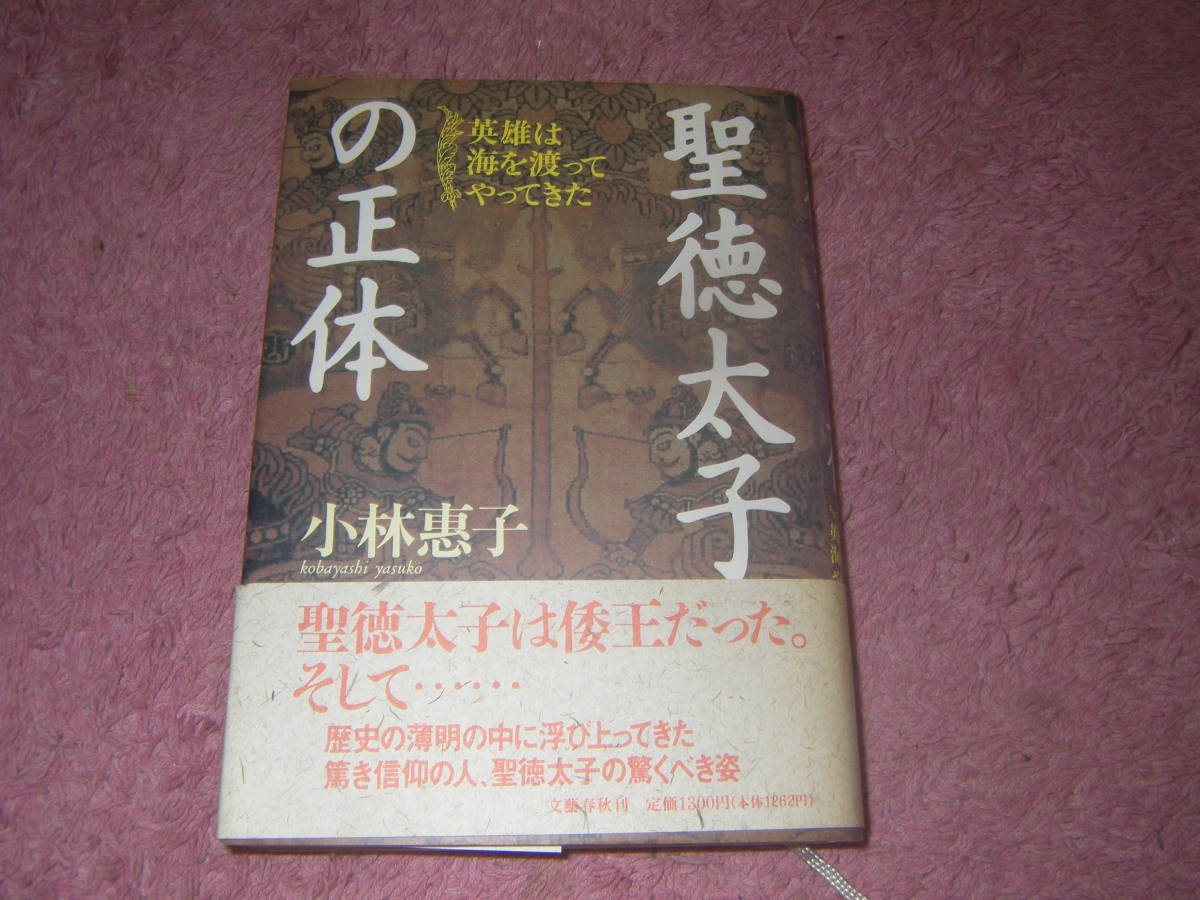 聖徳太子
の正体
英雄は
海を渡って
やってきた
小林惠子
kobayashi yasuko
聖徳太子は倭王だった。
そして……
歴史の薄明の中に浮び上ってきた
篤き信仰の人、聖徳太子の驚くべき姿
文藝春秋刊 定価1300円(本体1262円)